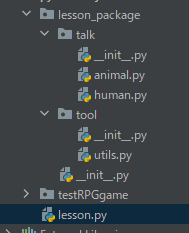 lesson_package
talk
__init__.py
animal.py
human.py
tool
__init__.py
utils.py
__init__.py
testRPGgame
lesson.py